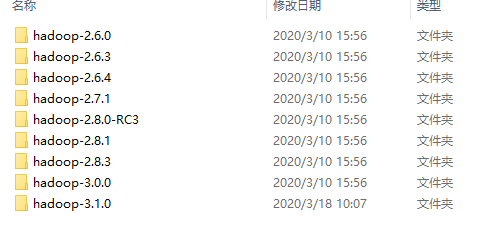 名称 修改日期 类型
hadoop-2.6.0 2020/3/10 15:56 文件夹
hadoop-2.6.3 2020/3/10 15:56 文件夹
hadoop-2.6.4 2020/3/10 15:56 文件夹
hadoop-2.7.1 2020/3/10 15:56 文件夹
hadoop-2.8.0-RC3 2020/3/10 15:56 文件夹
hadoop-2.8.1 2020/3/10 15:56 文件夹
hadoop-2.8.3 2020/3/10 15:56 文件夹
hadoop-3.0.0 2020/3/10 15:56 文件夹
hadoop-3.1.0 2020/3/18 10:07 文件夹